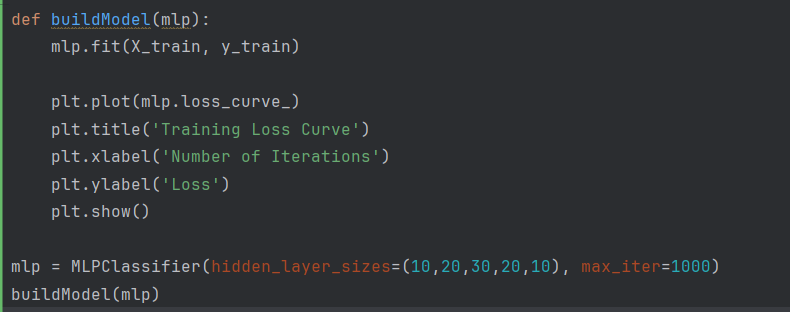 def buildModel(mlp):
    mlp.fit(X_train, y_train)

    plt.plot(mlp.loss_curve_)
    plt.title('Training Loss Curve')
    plt.xlabel('Number of Iterations')
    plt.ylabel('Loss')
    plt.show()

mlp = MLPClassifier(hidden_layer_sizes=(10,20,30,20,10), max_iter=1000)
buildModel(mlp)